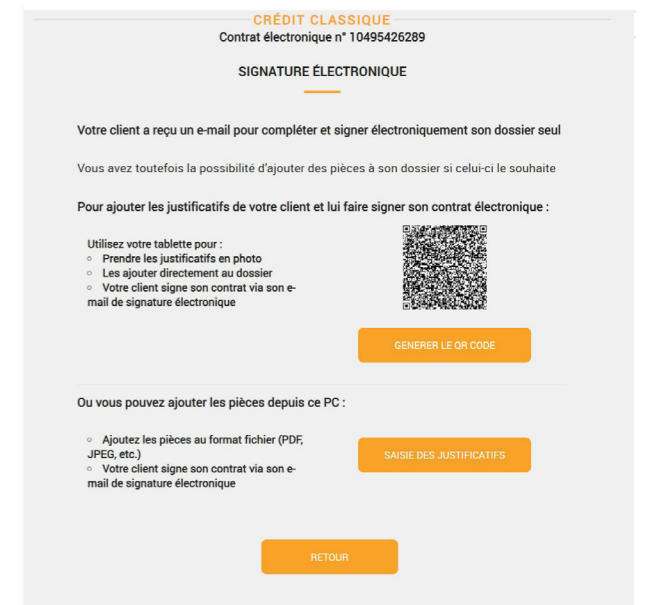 CRÉDIT CLASSIQUE
Contrat électronique n° 10495426289
SIGNATURE ÉLECTRONIQUE
Votre client a reçu un e-mail pour compléter et signer électroniquement son dossier seul
Vous avez toutefois la possibilité d'ajouter des pièces à son dossier si celui-ci le souhaite
Pour ajouter les justificatifs de votre client et lui faire signer son contrat électronique :
Utilisez votre tablette pour :
◦ Prendre les justificatifs en photo
◦ Les ajouter directement au dossier
◦ Votre client signe son contrat via son e-
mail de signature électronique
GENERER LE QR CODE
Ou vous pouvez ajouter les pièces depuis ce PC :
◦ Ajoutez les pièces au format fichier (PDF,
JPEG, etc.)
◦ Votre client signe son contrat via son e-
mail de signature électronique
SAISIE DES JUSTIFICATIFS
RETOUR